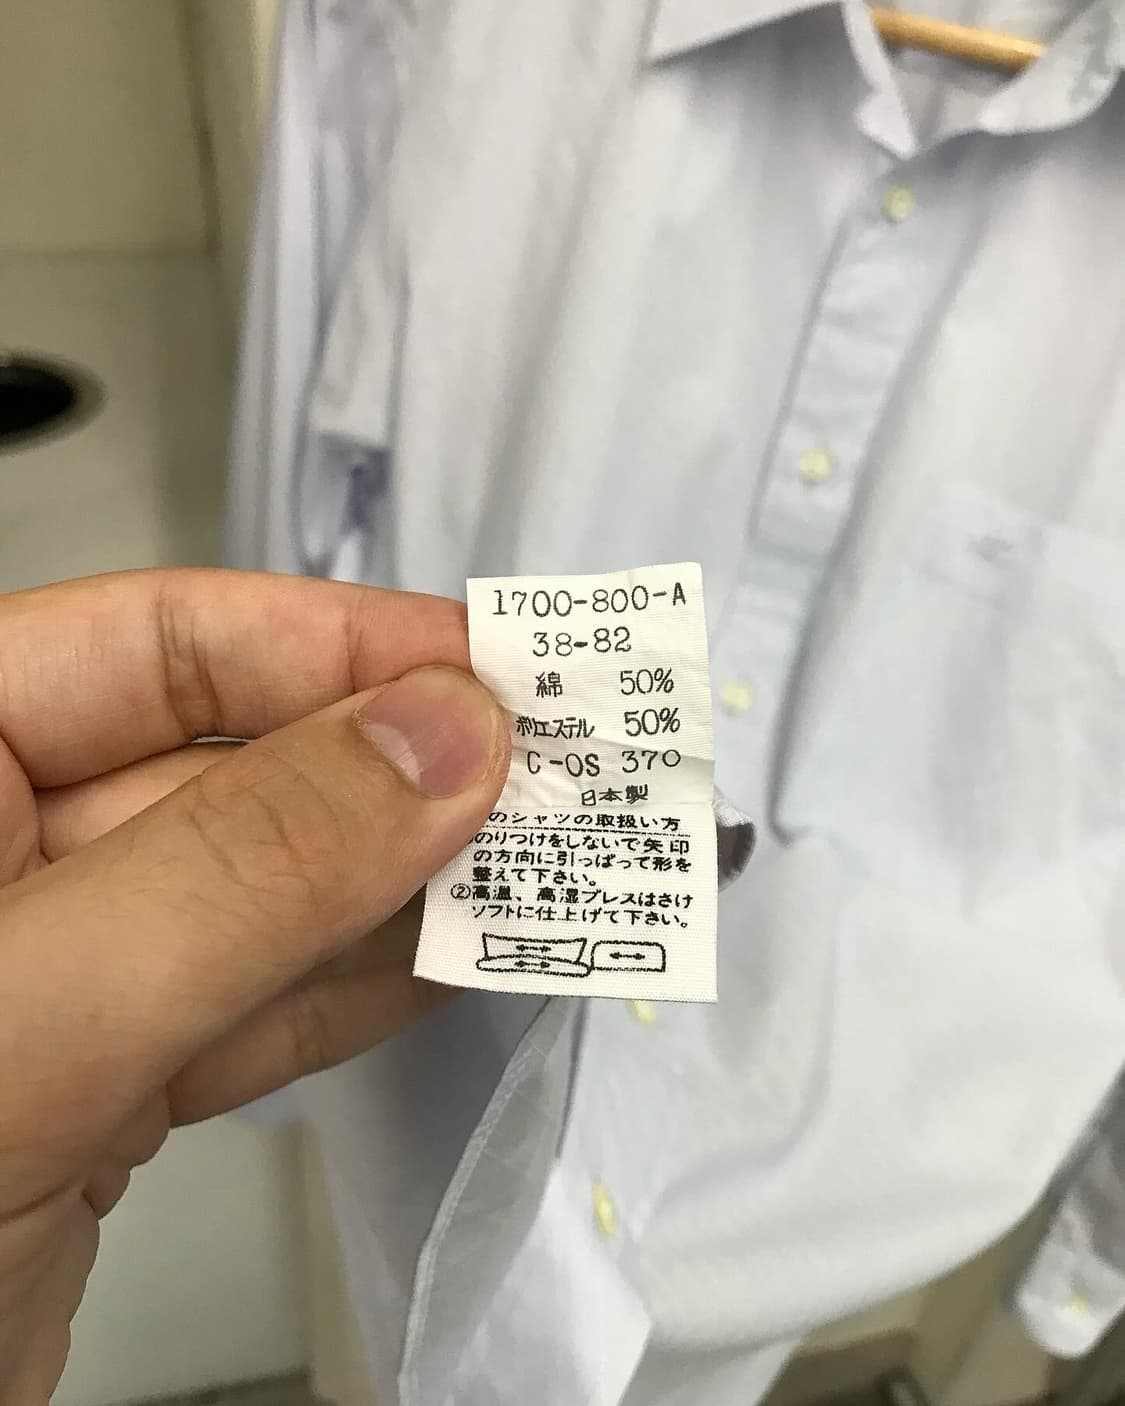 1700-800-A
38-82
綿 50%
ポリエステル 50%
C-OS 370
日本製
のシャツの取扱い方
のりつけをしないで矢印
の方向に引っぱって形を
整えて下さい。
②高温、高湿プレスはさけ
ソフトに仕上げて下さい。